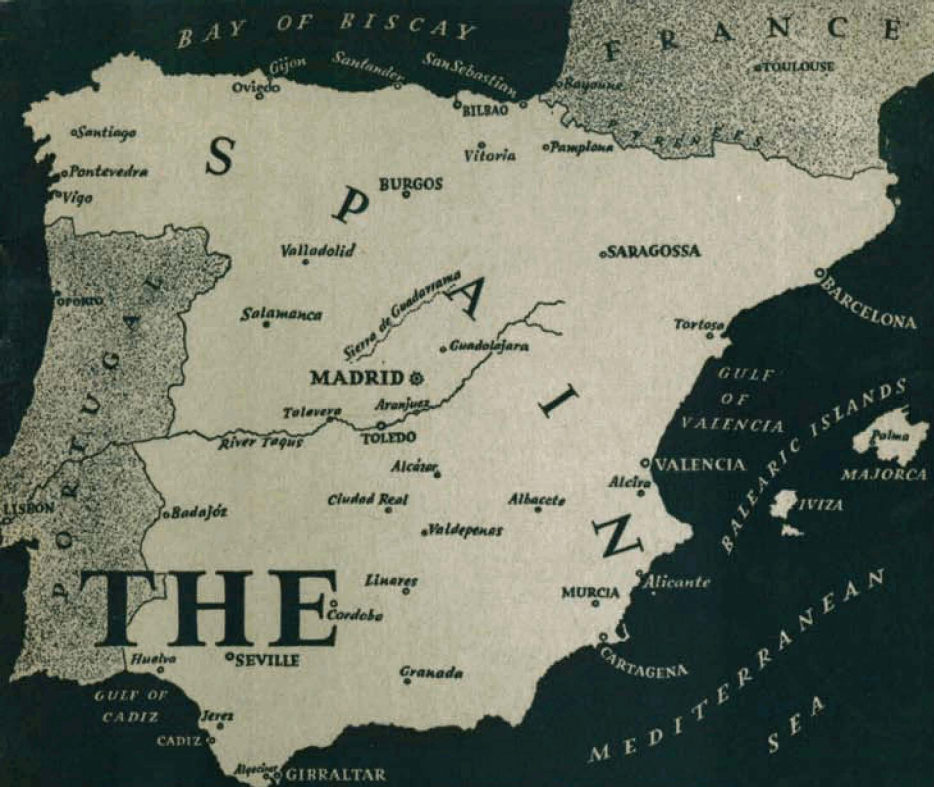 BAY OF BISCAY
FRANCE
TOULOUSE
Gijon
Santander
San Sebastian
Bayonne
Oviedo
BILBAO
PYRENEES
Santiago
Vitoria
Pamplona
Pontevedra
Vigo
BURGOS
SPAIN
Valladolid
SARAGOSSA
OPORTO
PORTUGAL
Salamanca
Sierra de Guadarrama
BARCELONA
Tortosa
Guadalajara
MADRID
GULF
OF
VALENCIA
BALEARIC ISLANDS
Palma
MAJORCA
Talavera
Aranjuez
River Tagus
TOLEDO
Alcázar
VALENCIA
Alcira
IVIZA
LISBON
Badajóz
Ciudad Real
Albacete
Valdepenas
THE
Linares
Cordoba
MURCIA
Alicante
CARTAGENA
Huelva
SEVILLE
Granada
GULF OF
CADIZ
Jerez
CADIZ
Algeciras
GIBRALTAR
MEDITERRANEAN
SEA